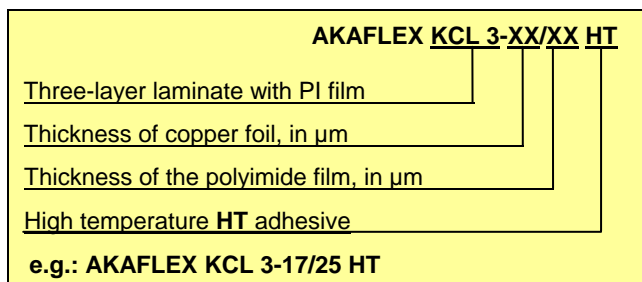 AKAFLEX KCL 3-XX/XX HT
Three-layer laminate with PI film
Thickness of copper foil, in µm
Thickness of the polyimide film, in µm
High temperature HT adhesive
e.g.: AKAFLEX KCL 3-17/25 HT